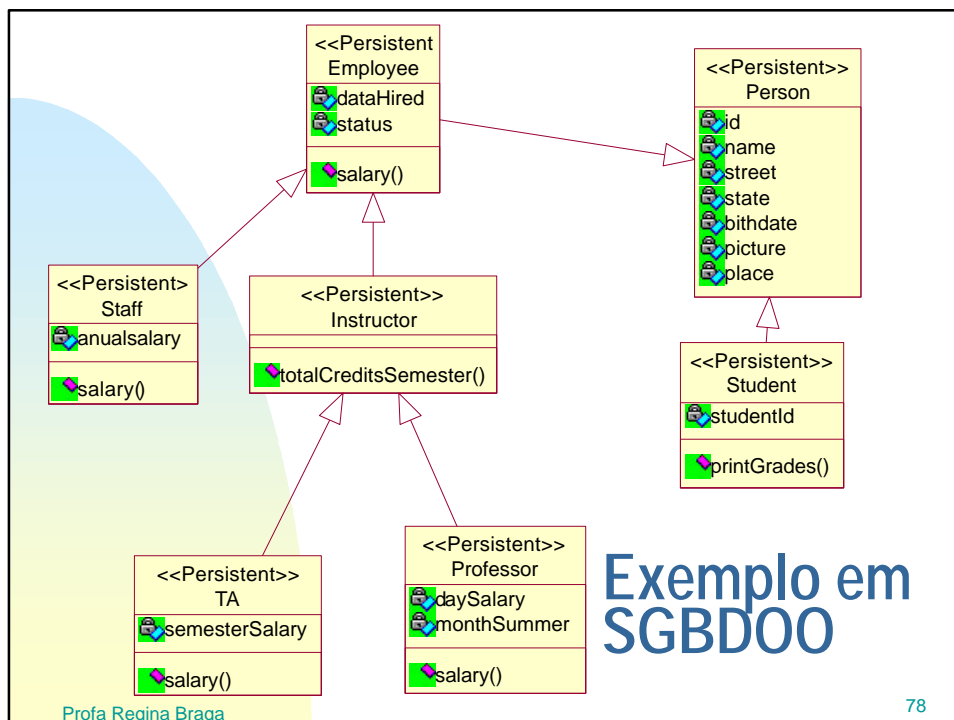 <<Persistent
Employee
dataHired
status
salary()
<<Persistent>>
Person
id
name
street
state
bithdate
picture
place
<<Persistent>
Staff
anualsalary
salary()
<<Persistent>>
Instructor
totalCreditsSemester()
<<Persistent>>
Student
studentId
printGrades()
<<Persistent>>
TA
semesterSalary
salary()
<<Persistent>>
Professor
daySalary
monthSummer
salary()
Exemplo em
SGBDOO
Profa Regina Braga
78